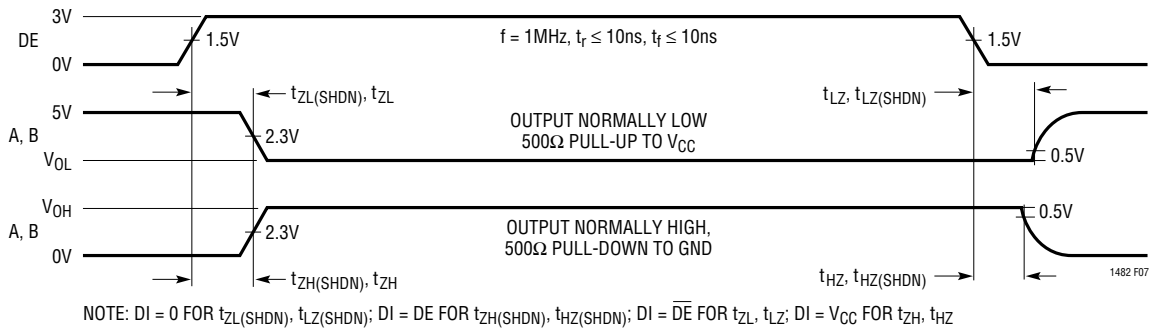 3V
DE
1.5V
f = 1MHz, tr ≤ 10ns, tf ≤ 10ns
1.5V
0V
tZL(SHDN), tZL
tLZ, tLZ(SHDN)
5V
A, B
2.3V
OUTPUT NORMALLY LOW
500Ω PULL-UP TO VCC
VOL
0.5V
VOH
0.5V
A, B
2.3V
OUTPUT NORMALLY HIGH,
500Ω PULL-DOWN TO GND
0V
tZH(SHDN), tZH
tHZ, tHZ(SHDN)
1482 F07
NOTE: DI = 0 FOR tZL(SHDN), tLZ(SHDN); DI = DE FOR tZH(SHDN), tHZ(SHDN); DI = D̅E̅ FOR tZL, tLZ; DI = VCC FOR tZH, tHZ